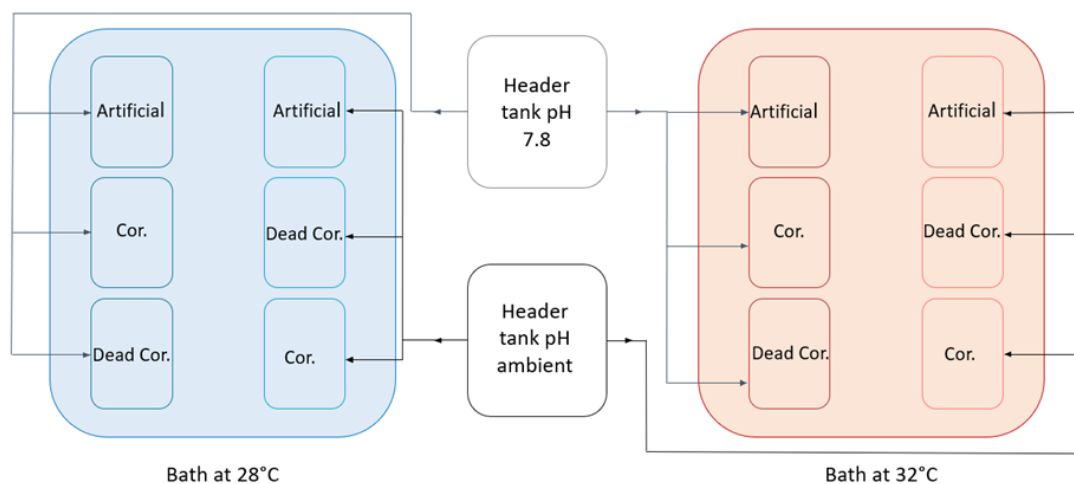 Artificial
Cor.
Dead Cor.
Artificial
Dead Cor.
Cor.
Bath at 28°C
Header
tank pH
7.8
Header
tank pH
ambient
Artificial
Cor.
Dead Cor.
Artificial
Dead Cor.
Cor.
Bath at 32°C